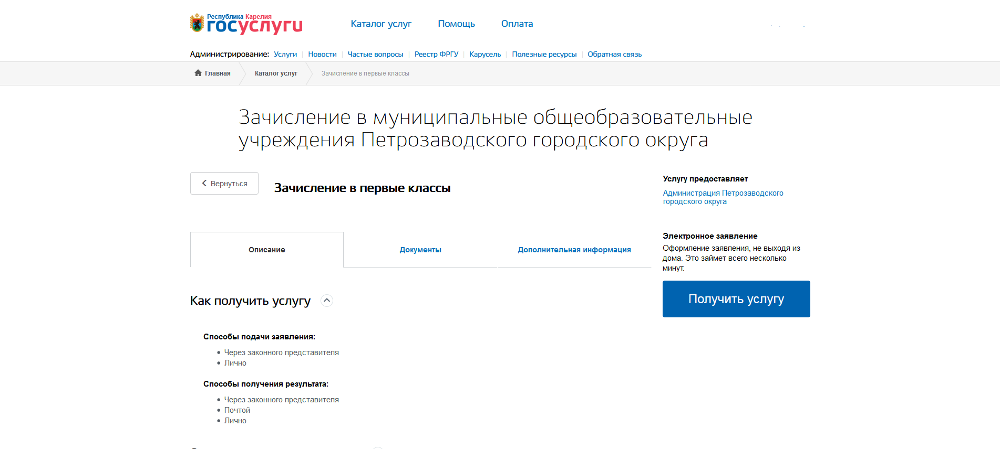 Республика Карелия
госуслуги
Каталог услуг Помощь Оплата
Администрирование: Услуги Новости Частые вопросы Реестр ФРГУ Карусель Полезные ресурсы Обратная связь
Главная Каталог услуг Зачисление в первые классы
Зачисление в муниципальные общеобразовательные
учреждения Петрозаводского городского округа
Вернуться
Зачисление в первые классы
Услугу предоставляет
Администрация Петрозаводского
городского округа
Описание Документы Дополнительная информация
Электронное заявление
Оформление заявления, не выходя из
дома. Это займет всего несколько
минут.
Получить услугу
Как получить услугу
Способы подачи заявления:
Через законного представителя
Лично
Способы получения результата:
Через законного представителя
Почтой
Лично